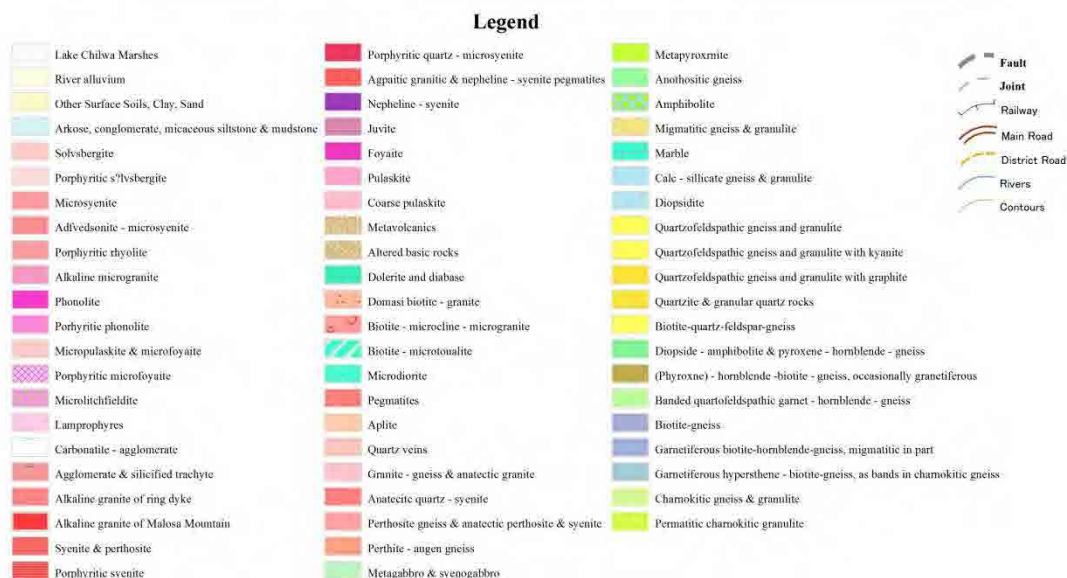 Legend
Lake Chilwa Marshes
River alluvium
Other Surface Soils, Clay, Sand
Arkose, conglomerate, micaceous siltstone & mudstone
Solvsbergite
Porphyritic s?lvsbergite
Microsyenite
Adfvedsonite - microsyenite
Porphyritic rhyolite
Alkaline microgranite
Phonolite
Porhyritic phonolite
Micropulaskite & microfoyaite
Porphyritic microfoyaite
Microlitchfieldite
Lamprophyres
Carbonatite - agglomerate
Agglomerate & silicified trachyte
Alkaline granite of ring dyke
Alkaline granite of Malosa Mountain
Syenite & perthosite
Porphyritic syenite
Porphyritic quartz - microsyenite
Agpaitic granitic & nepheline - syenite pegmatites
Nepheline - syenite
Juvite
Foyaite
Pulaskite
Coarse pulaskite
Metavolcanics
Altered basic rocks
Dolerite and diabase
Domasi biotite - granite
Biotite - microcline - microgranite
Biotite - microtonalite
Microdiorite
Pegmatites
Aplite
Quartz veins
Granite - gneiss & anatectic granite
Anatecite quartz - syenite
Perthosite gneiss & anatectic perthosite & syenite
Perthite - augen gneiss
Metagabbro & syenogabbro
Metapyroxrnite
Anothositic gneiss
Amphibolite
Migmatitic gneiss & granulite
Marble
Calc - sillicate gneiss & granulite
Diopsidite
Quartzofeldspathic gneiss and granulite
Quartzofeldspathic gneiss and granulite with kyanite
Quartzofeldspathic gneiss and granulite with graphite
Quartzite & granular quartz rocks
Biotite-quartz-feldspar-gneiss
Diopside - amphibolite & pyroxene - hornblende - gneiss
(Phyroxne) - hornblende -biotite - gneiss, occasionally granetiferous
Banded quartofeldspathic garnet - hornblende - gneiss
Biotite-gneiss
Garnetiferous biotite-hornblende-gneiss, migmatitic in part
Garnetiferous hypersthene - biotite-gneiss, as bands in charnokitic gneiss
Charnokitic gneiss & granulite
Permatitic charnokitic granulite
Fault
Joint
Railway
Main Road
District Road
Rivers
Contours